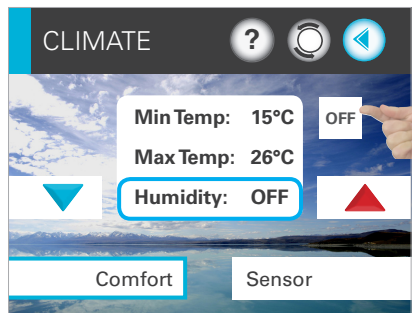 CLIMATE ?
Min Temp: 15°C OFF
Max Temp: 26°C
Humidity: OFF
Comfort Sensor